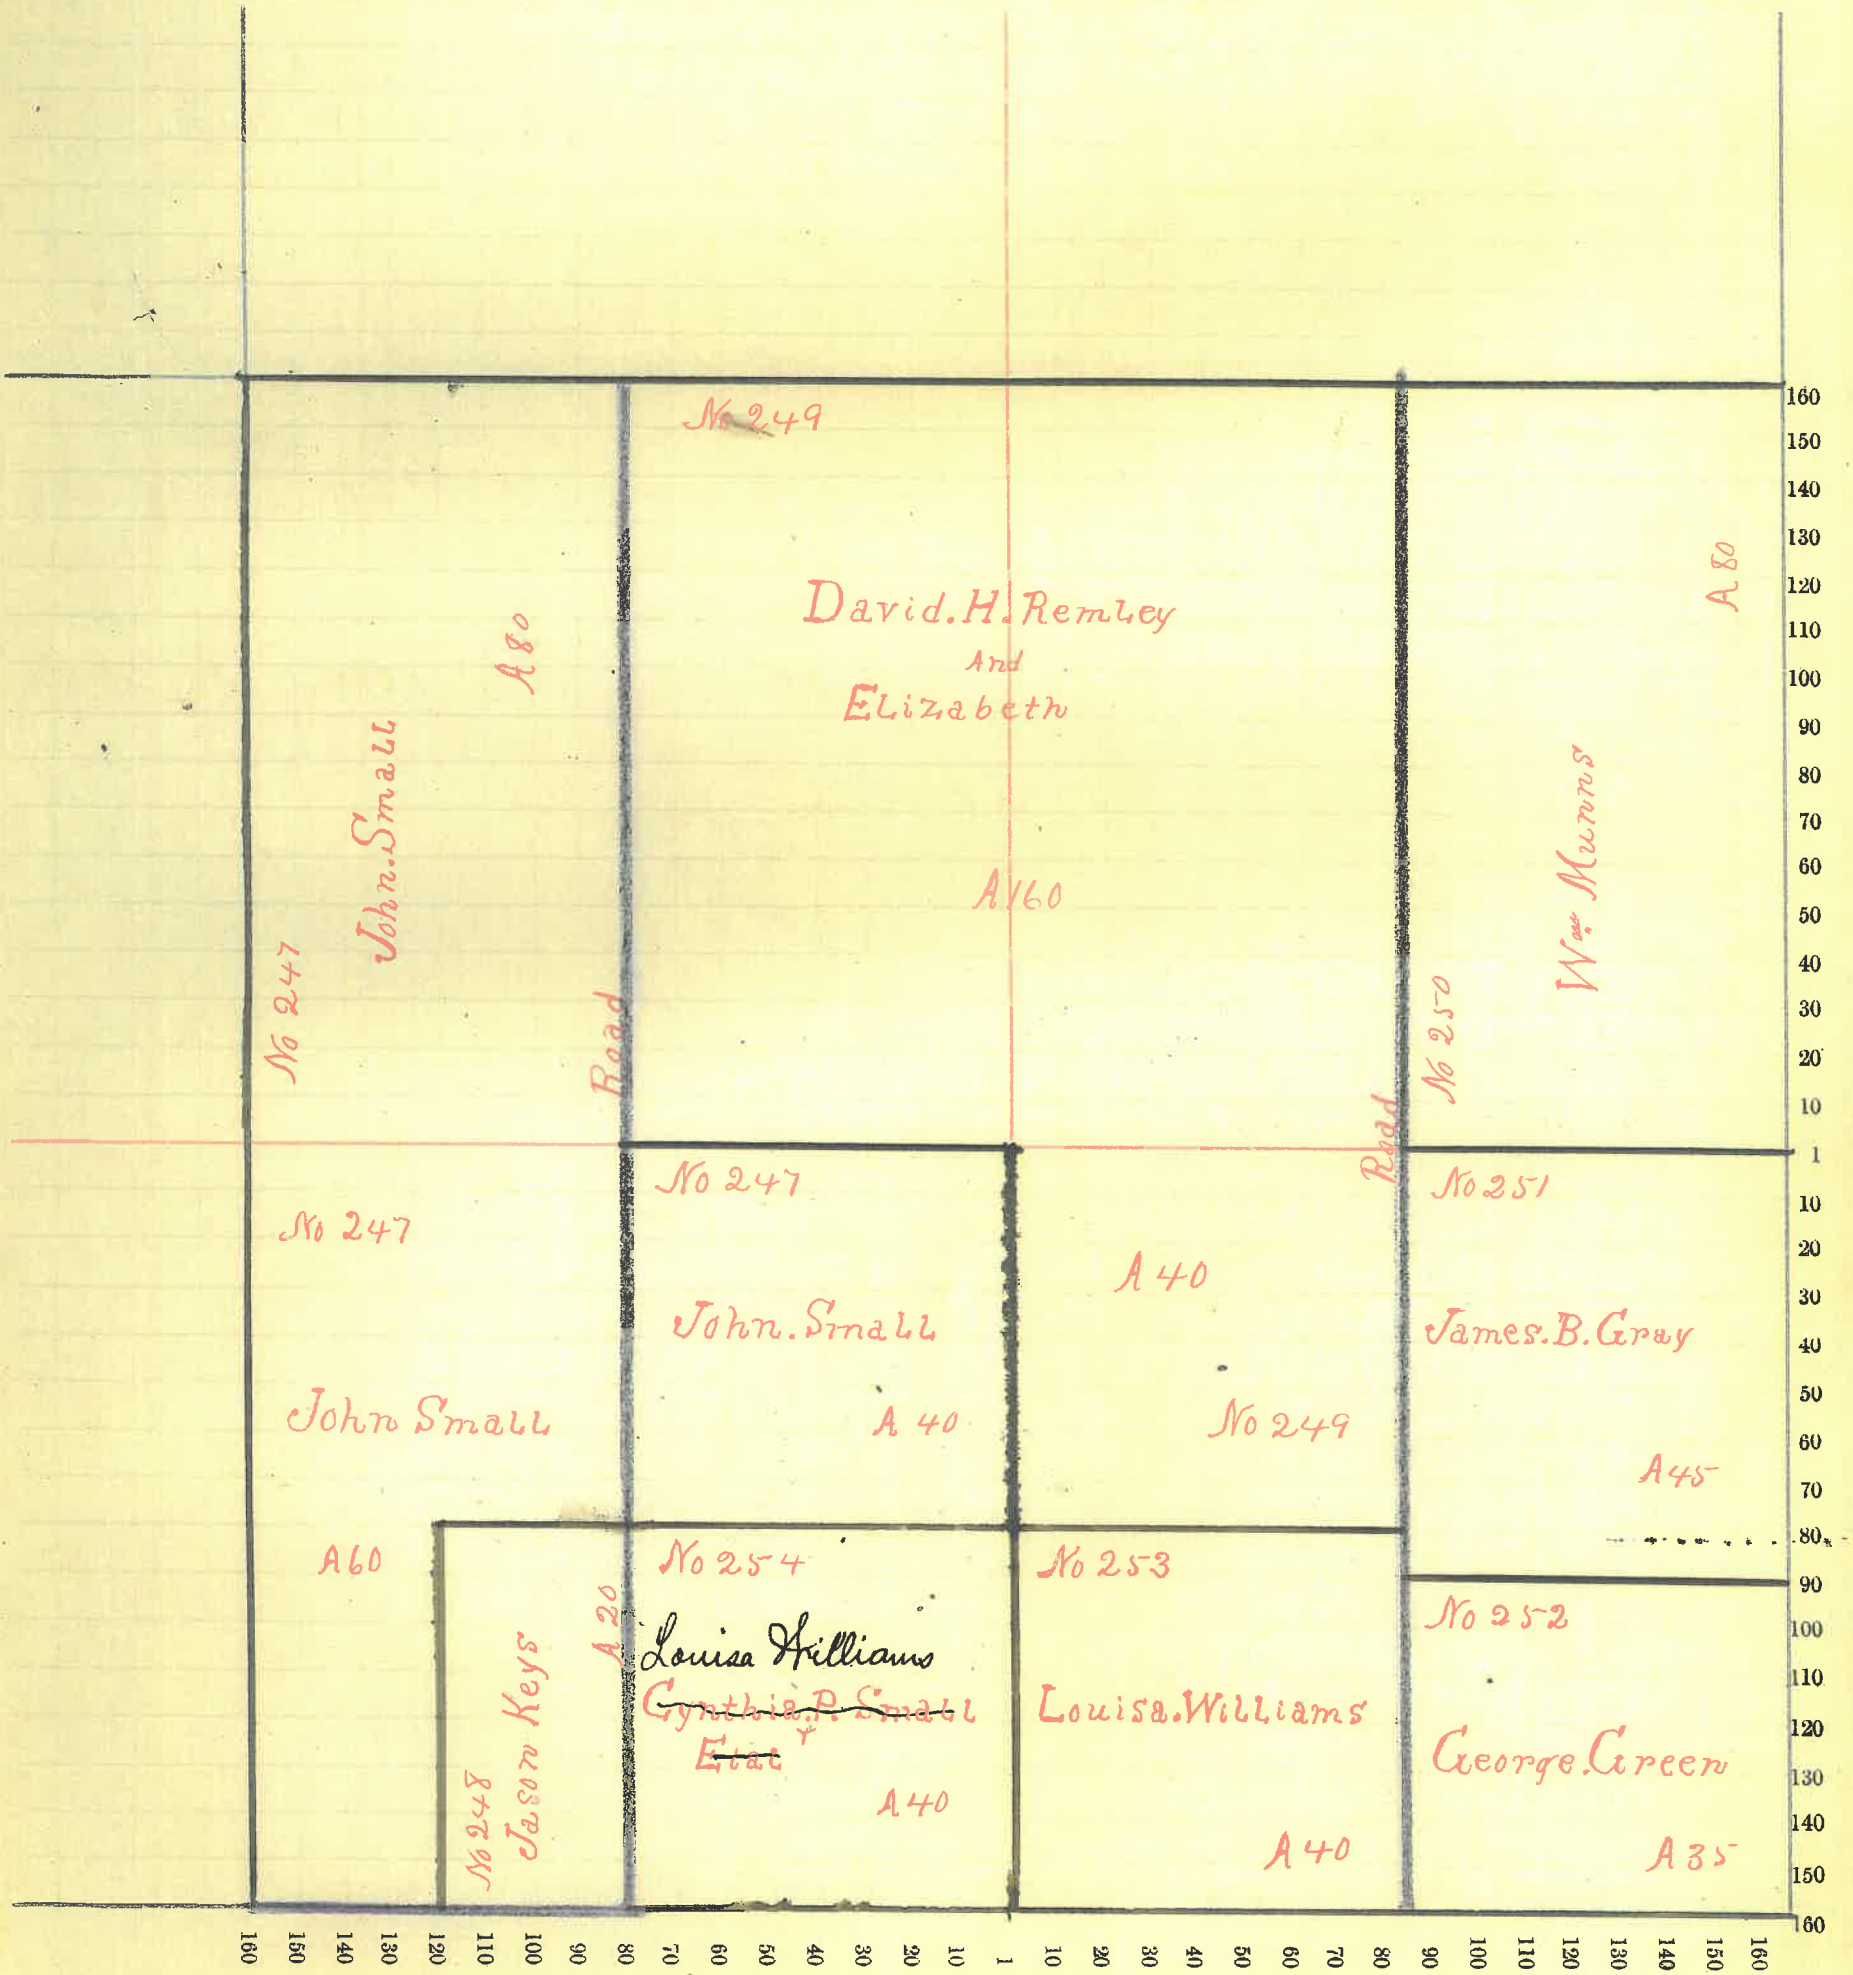 No 249
David. H. Remley
And
Elizabeth
A 160
A 80
John. Small
No 247
Road
A 80
Wm Munns
No 250
Road
No 247
John Small
A 60
No 247
John. Small
A 40
A 40
No 249
No 251
James. B. Gray
A 45
No 248
Jason Keys
A 20
No 254
Louisa Williams
Cynthia. P. Small
Etal
A 40
No 253
Louisa. Williams
A 40
No 252
George. Green
A 35
160
150
140
130
120
110
100
90
80
70
60
50
40
30
20
10
1
10
20
30
40
50
60
70
80
90
100
110
120
130
140
150
160
160 150 140 130 120 110 100 90 80 70 60 50 40 30 20 10 1 10 20 30 40 50 60 70 80 90 100 110 120 130 140 150 160